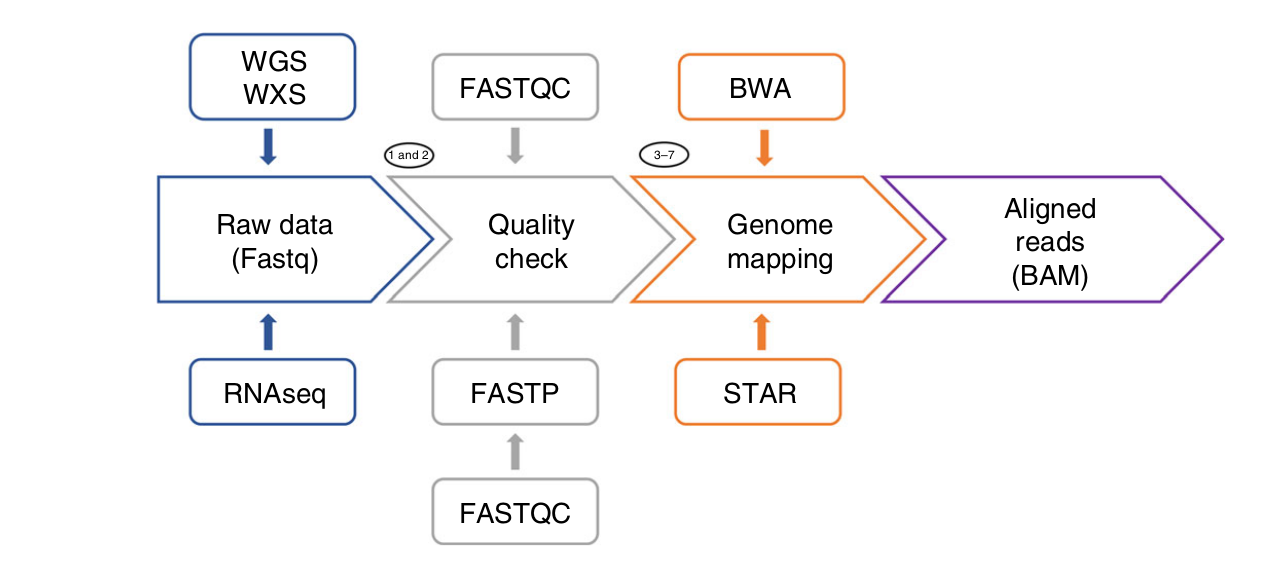 WGS
WXS
FASTQC
BWA
1 and 2
3–7
Raw data
(Fastq)
Quality
check
Genome
mapping
Aligned
reads
(BAM)
RNAseq
FASTP
STAR
FASTQC